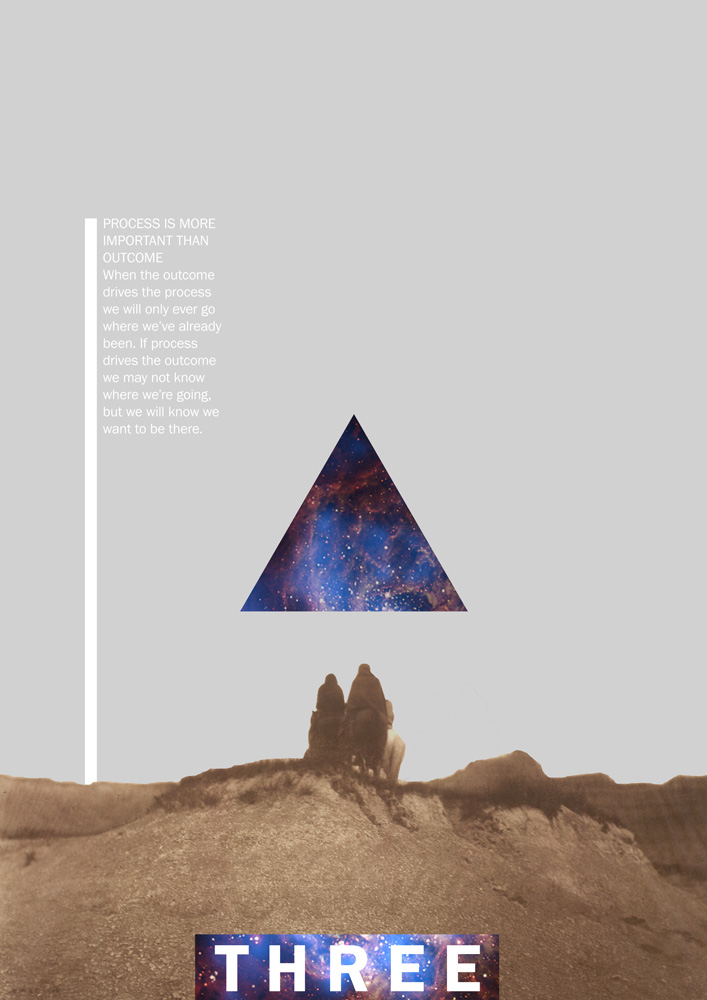 PROCESS IS MORE
IMPORTANT THAN
OUTCOME
When the outcome
drives the process
we will only ever go
where we've already
been. If process
drives the outcome
we may not know
where we're going,
but we will know we
want to be there.
THREE